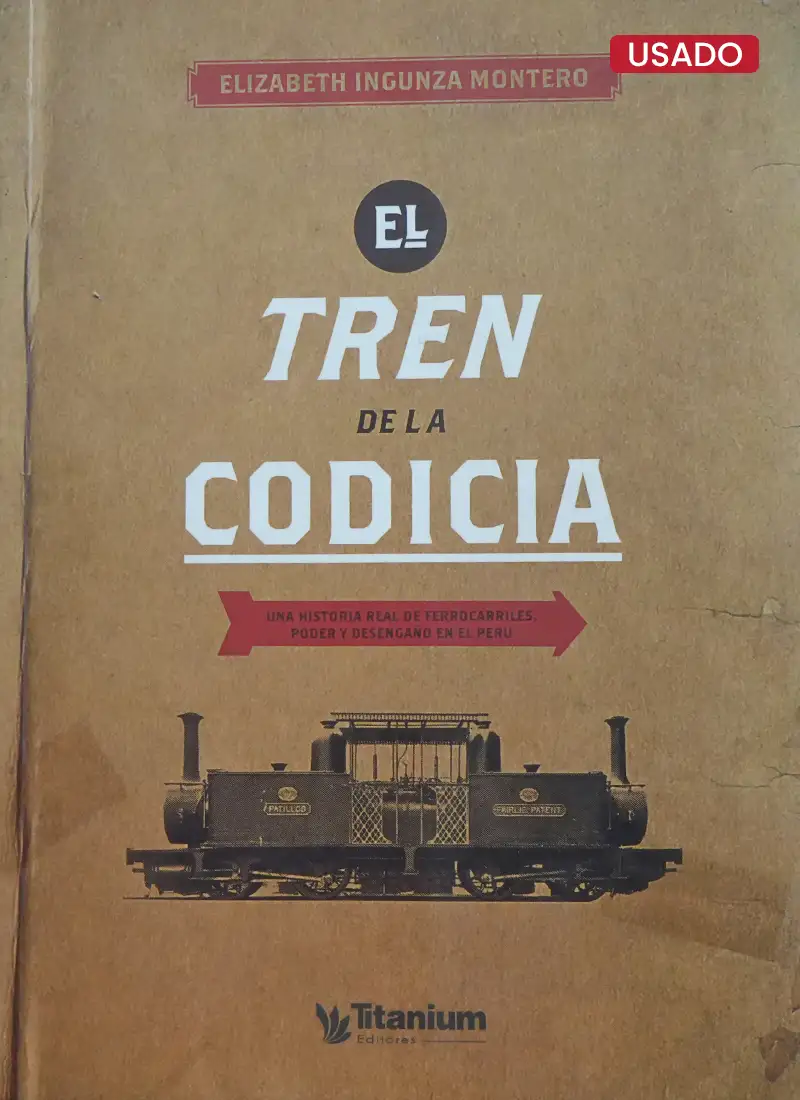 USADO
ELIZABETH INGUNZA MONTERO
EL
TREN
DE LA
CODICIA
UNA HISTORIA REAL DE FERROCARRILES,
PODER Y DESENGAÑO EN EL PERÚ
PATILLOS
FAIRLIE PATENT
Titanium
Editores